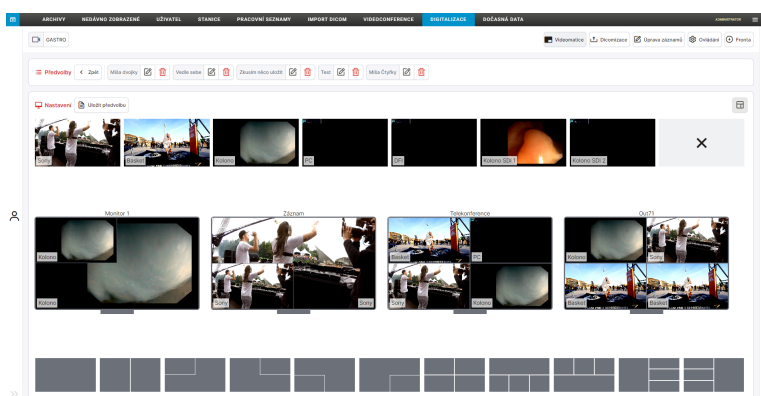 ARCHIVY NEDÁVNO ZOBRAZENÉ UŽIVATEL STANICE PRACOVNÍ SEZNAMY IMPORT DICOM VIDEOCONFERENCE DIGITALIZACE DOČASNÁ DATA ADMINISTRATOR
GASTRO Videomatice Dicomizace Úprava záznamů Ovládání Fronta
Předvolby Zpět Míša dvojky Vedle sebe Zkusím něco uložit Test Míša Čtyřky
Nastavení Uložit předvolbu
Sony Basket Kolono PC DFI Kolono SDI 1 Kolono SDI 2
Monitor 1 Záznam Telekonference Out71
Kolono Basket PC Kolono Sony
Kolono Sony Sony Sony Kolono Basket Basket